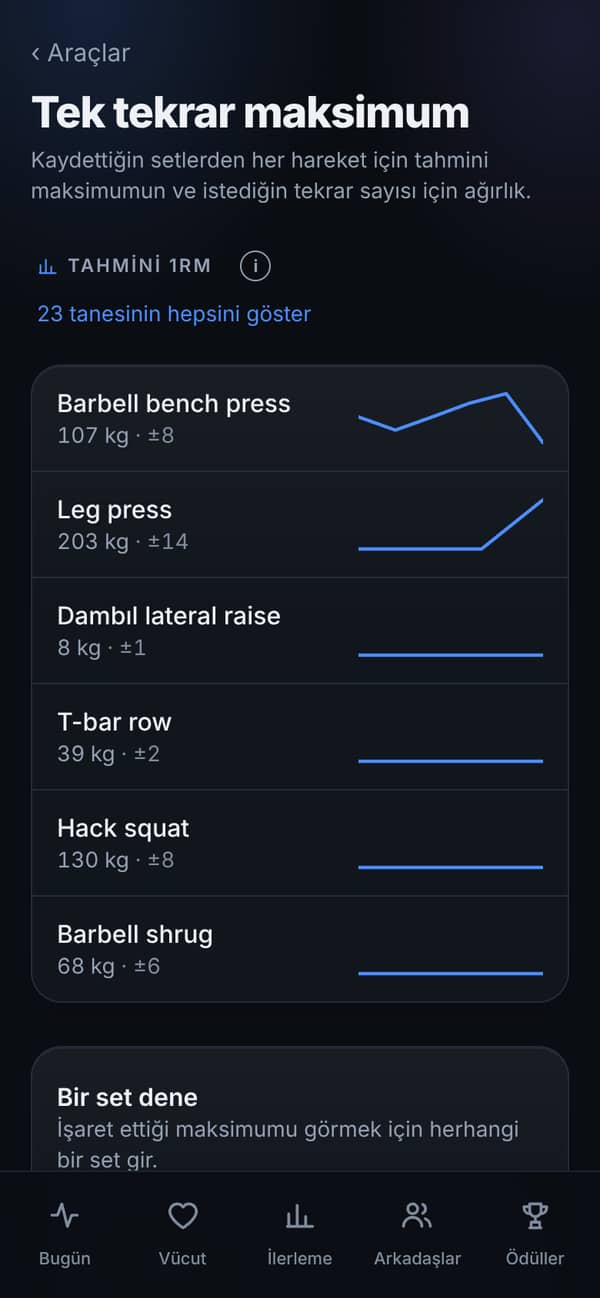 ‹ Araçlar
Tek tekrar maksimum
Kaydettiğin setlerden her hareket için tahmini
maksimumun ve istediğin tekrar sayısı için ağırlık.
TAHMİNİ 1RM
i
23 tanesinin hepsini göster
Barbell bench press
107 kg · ±8
Leg press
203 kg · ±14
Dambıl lateral raise
8 kg · ±1
T-bar row
39 kg · ±2
Hack squat
130 kg · ±8
Barbell shrug
68 kg · ±6
Bir set dene
İşaret ettiği maksimumu görmek için herhangi
bir set gir.
Bugün
Vücut
İlerleme
Arkadaşlar
Ödüller